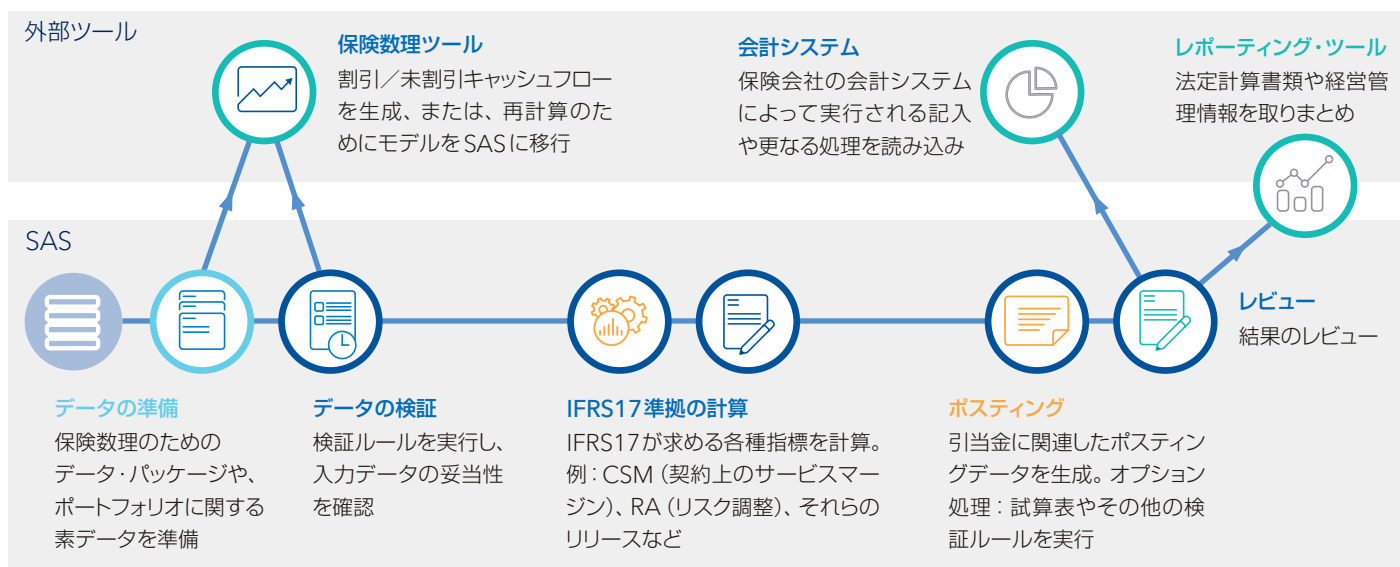 外部ツール
保険数理ツール
割引／未割引キャッシュフロー
を生成、または、再計算のた
めにモデルをSASに移行
会計システム
保険会社の会計システム
によって実行される記入
や更なる処理を読み込み
レポーティング・ツール
法定計算書類や経営管
理情報を取りまとめ
SAS
レビュー
結果のレビュー
データの準備
保険数理のための
データ・パッケージや、
ポートフォリオに関する
素データを準備
データの検証
検証ルールを実行し、
入力データの妥当性
を確認
IFRS17準拠の計算
IFRS17が求める各種指標を計算。
例：CSM（契約上のサービスマー
ジン）、RA（リスク調整）、それらの
リリースなど
ポスティング
引当金に関連したポスティン
グデータを生成。オプション
処理：試算表やその他の検
証ルールを実行